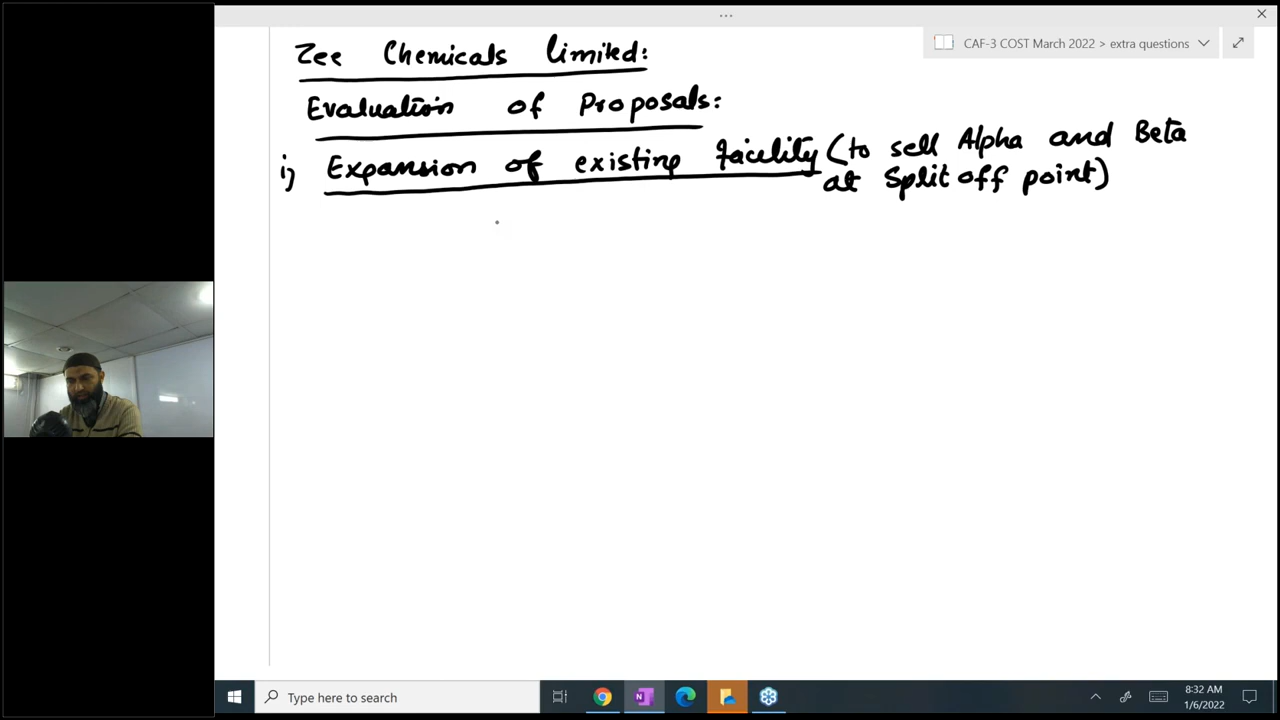 CAF-3 COST March 2022 > extra questions
Zee Chemicals Limited:
Evaluation of Proposals:
i) Expansion of existing facility (to sell Alpha and Beta
at Split off point)
Type here to search
8:32 AM
1/6/2022